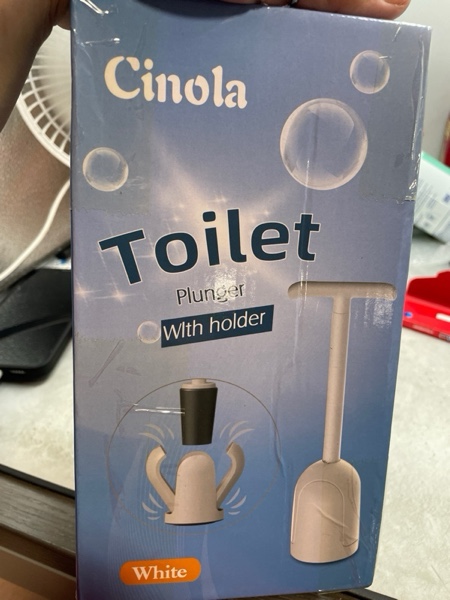 Cinola
Toilet
Plunger
WIth holder
White